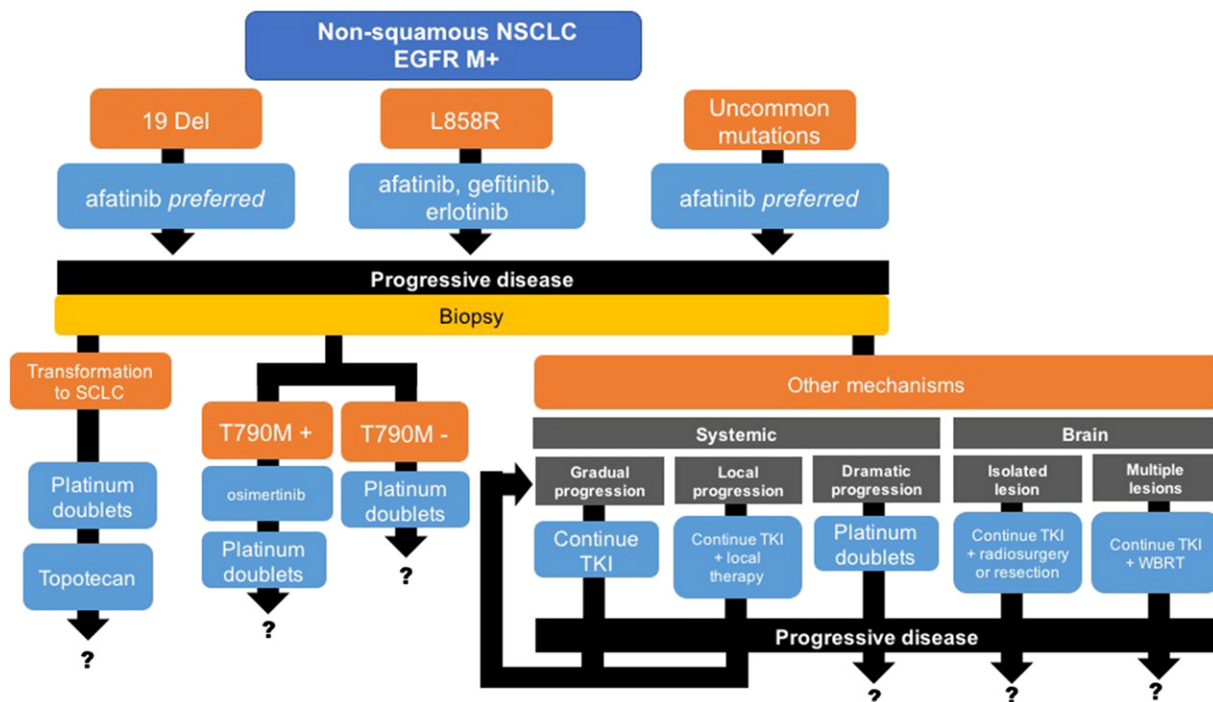 Non-squamous NSCLC
EGFR M+
19 Del
L858R
Uncommon
mutations
afatinib preferred
afatinib, gefitinib,
erlotinib
afatinib preferred
Progressive disease
Biopsy
Transformation
to SCLC
Platinum
doublets
Topotecan
?
T790M +
osimertinib
Platinum
doublets
?
T790M -
Platinum
doublets
?
Other mechanisms
Systemic
Brain
Gradual
progression
Local
progression
Dramatic
progression
Isolated
lesion
Multiple
lesions
Continue
TKI
Continue TKI
+ local
therapy
Platinum
doublets
Continue TKI
+ radiosurgery
or resection
Continue TKI
+ WBRT
Progressive disease
?
?
?